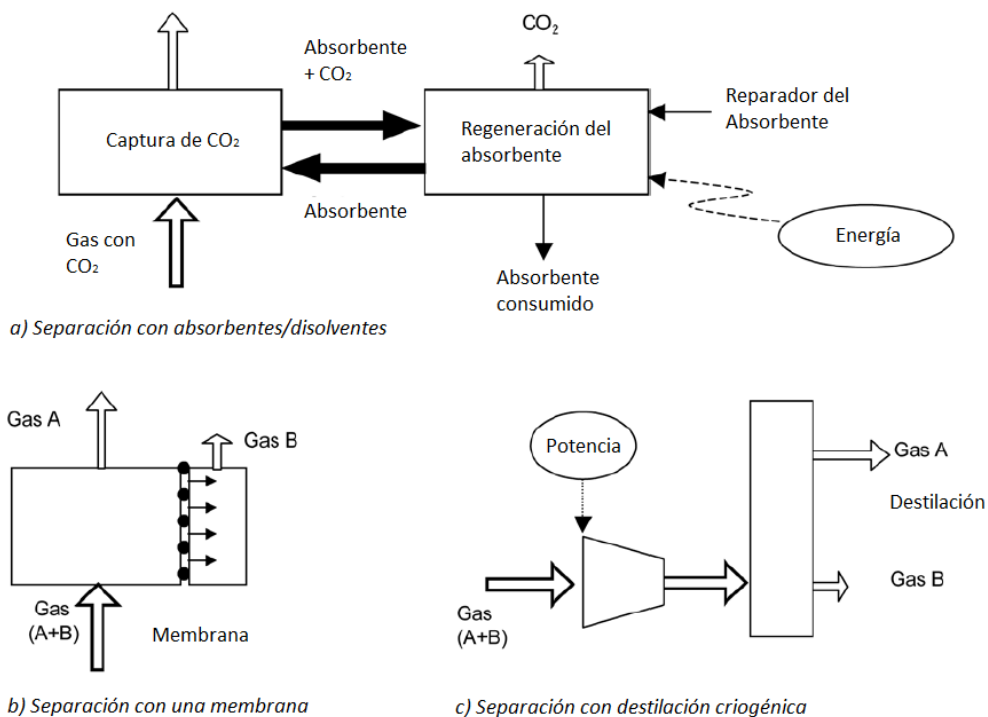 CO₂
Absorbente
+ CO₂
Captura de CO₂
Regeneración del
absorbente
Reparador del
Absorbente
Absorbente
Gas con
CO₂
Energía
Absorbente
consumido
a) Separación con absorbentes/disolventes
Gas A
Gas B
Gas
(A+B)
Membrana
b) Separación con una membrana
Potencia
Gas A
Destilación
Gas B
Gas
(A+B)
c) Separación con destilación criogénica